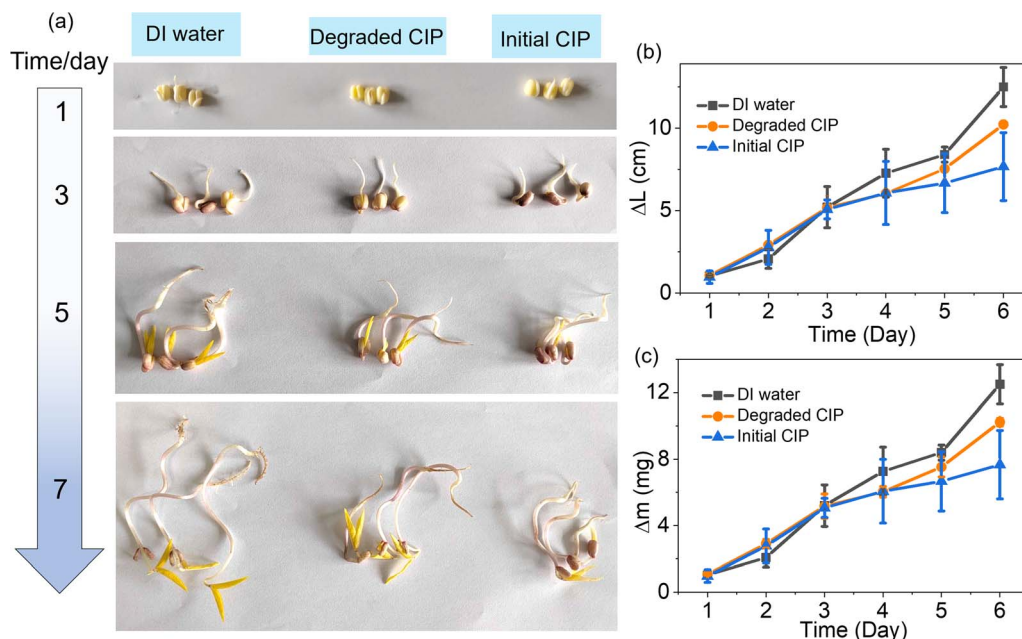 (a)
Time/day
DI water
Degraded CIP
Initial CIP
1
3
5
7
(b)
ΔL (cm)
10
5
0
DI water
Degraded CIP
Initial CIP
1 2 3 4 5 6
Time (Day)
(c)
Δm (mg)
12
8
4
0
DI water
Degraded CIP
Initial CIP
1 2 3 4 5 6
Time (Day)